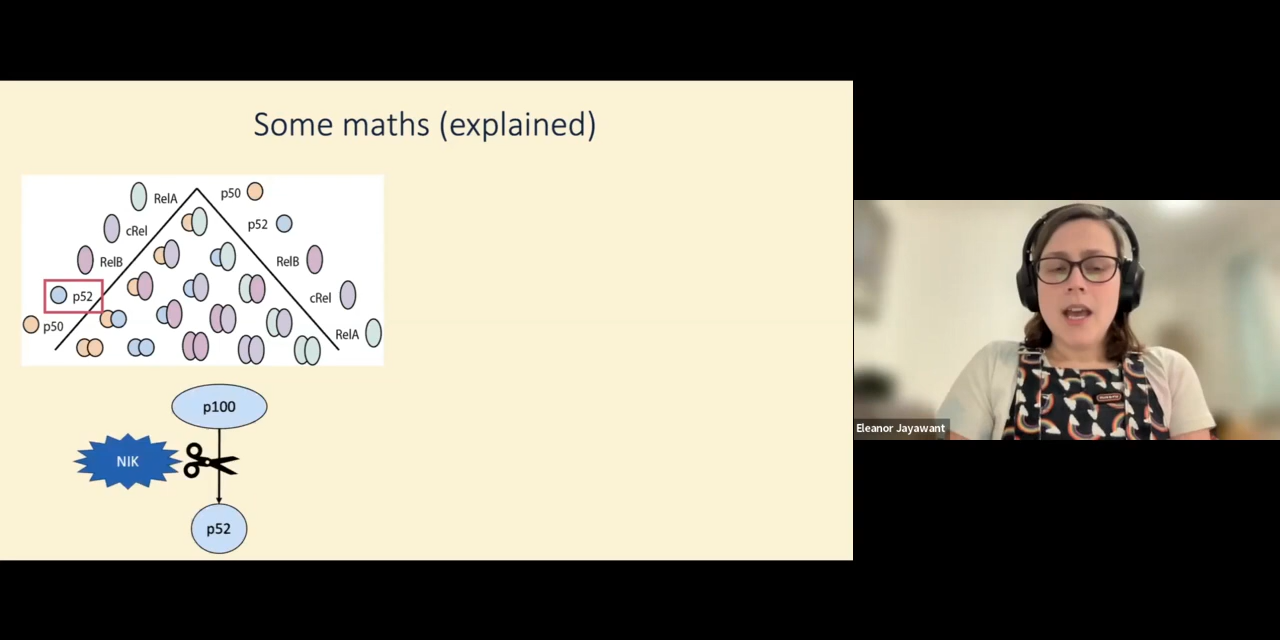 Some maths (explained)
RelA
p50
cRel
p52
RelB
RelB
p52
cRel
p50
RelA
p100
NIK
p52
Eleanor Jayawant